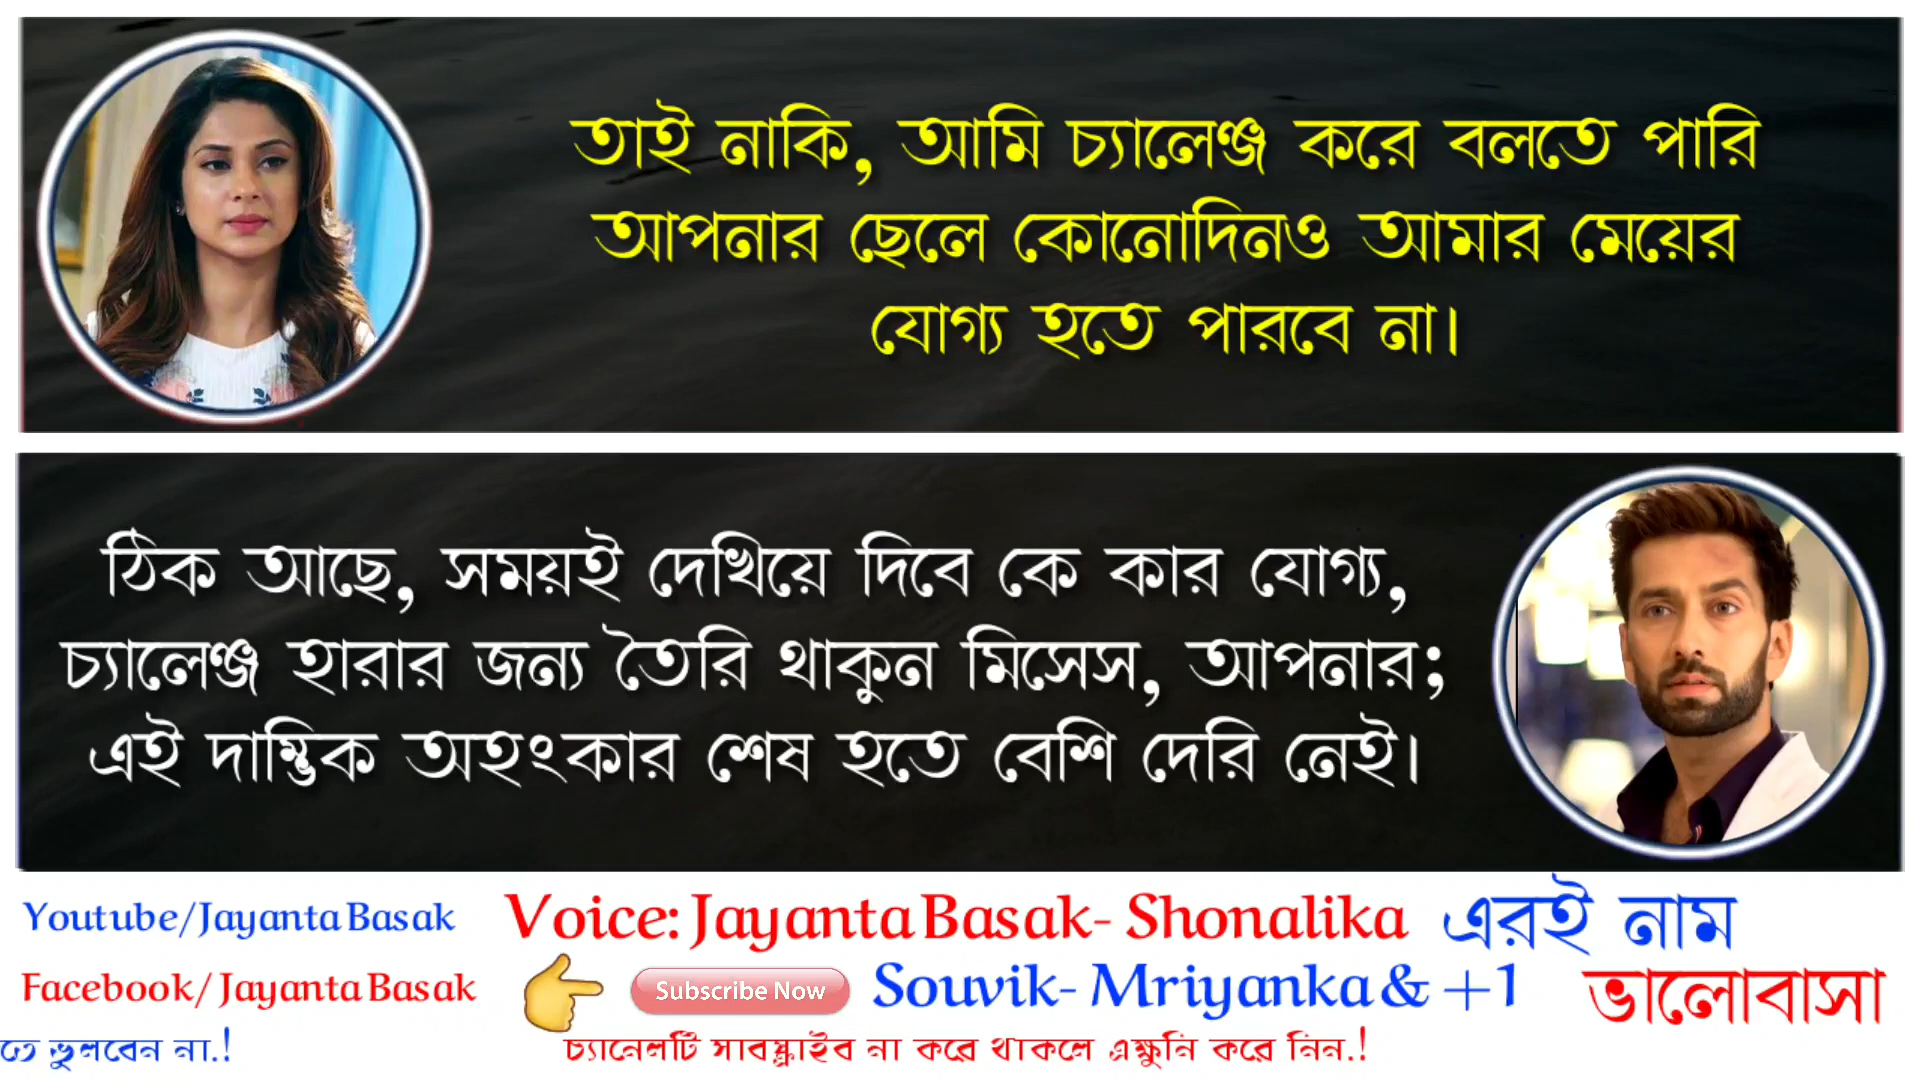 তাই নাকি, আমি চ্যালেঞ্জ করে বলতে পারি
আপনার ছেলে কোনোদিনও আমার মেয়ের
যোগ্য হতে পারবে না।
ঠিক আছে, সময়ই দেখিয়ে দিবে কে কার যোগ্য,
চ্যালেঞ্জ হারার জন্য তৈরি থাকুন মিসেস, আপনার;
এই দাম্ভিক অহংকার শেষ হতে বেশি দেরি নেই।
Youtube/Jayanta Basak
Facebook/ Jayanta Basak
Voice: Jayanta Basak- Shonalika
Subscribe Now
Souvik- Mriyanka & +1
এরই নাম
ভালোবাসা
তে ভুলবেন না.!
চ্যানেলটি সাবস্ক্রাইব না করে থাকলে এক্ষুনি করে নিন.!